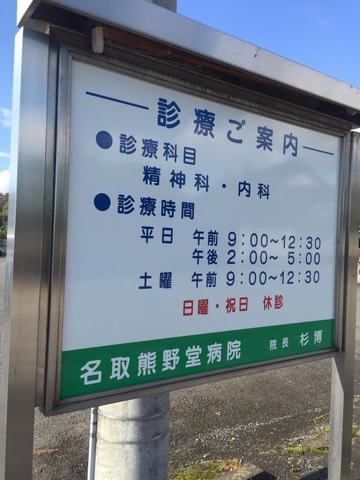 診療ご案内
●診療科目
精神科・内科
●診療時間
平日 午前 9:00～12:30
午後 2:00～ 5:00
土曜 午前 9:00～12:30
日曜・祝日 休診
名取熊野堂病院 院長 杉博